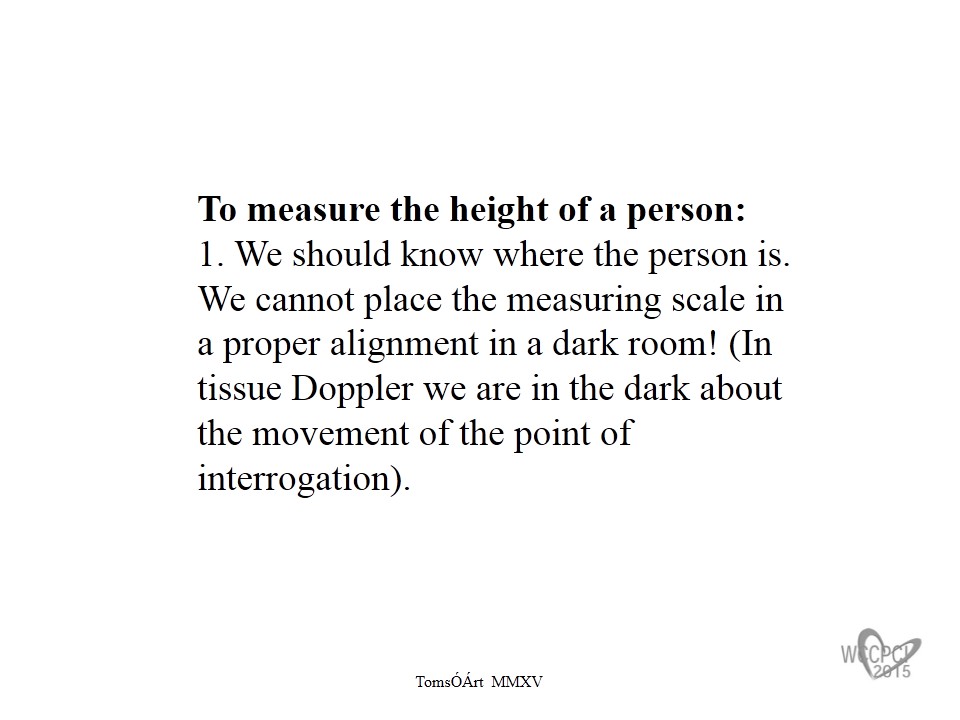 To measure the height of a person:
1. We should know where the person is.
We cannot place the measuring scale in
a proper alignment in a dark room! (In
tissue Doppler we are in the dark about
the movement of the point of
interrogation).
WCCPCI
2015
TomsÓÁrt MMXV